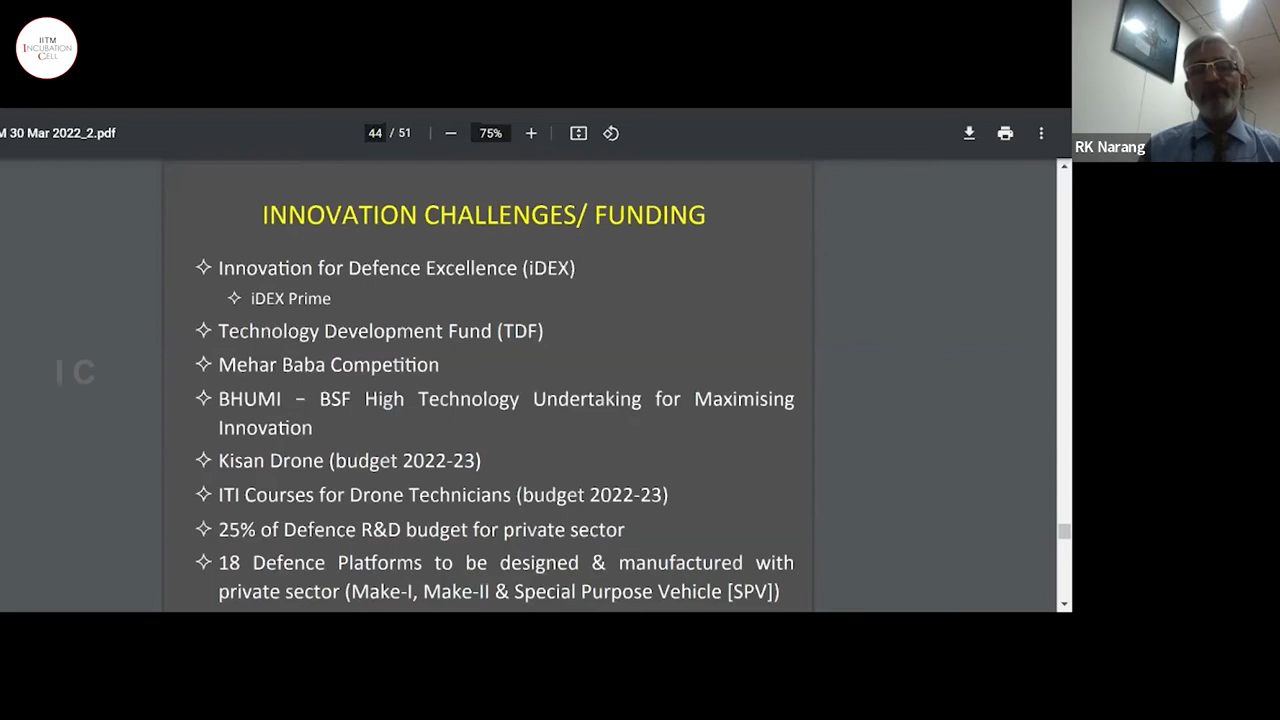 IITM
INCUBATION
CELL
M 30 Mar 2022_2.pdf
44 / 51
75%
RK Narang
INNOVATION CHALLENGES/ FUNDING
Innovation for Defence Excellence (iDEX)
iDEX Prime
Technology Development Fund (TDF)
Mehar Baba Competition
BHUMI – BSF High Technology Undertaking for Maximising
Innovation
Kisan Drone (budget 2022-23)
ITI Courses for Drone Technicians (budget 2022-23)
25% of Defence R&D budget for private sector
18 Defence Platforms to be designed & manufactured with
private sector (Make-I, Make-II & Special Purpose Vehicle [SPV])
I C